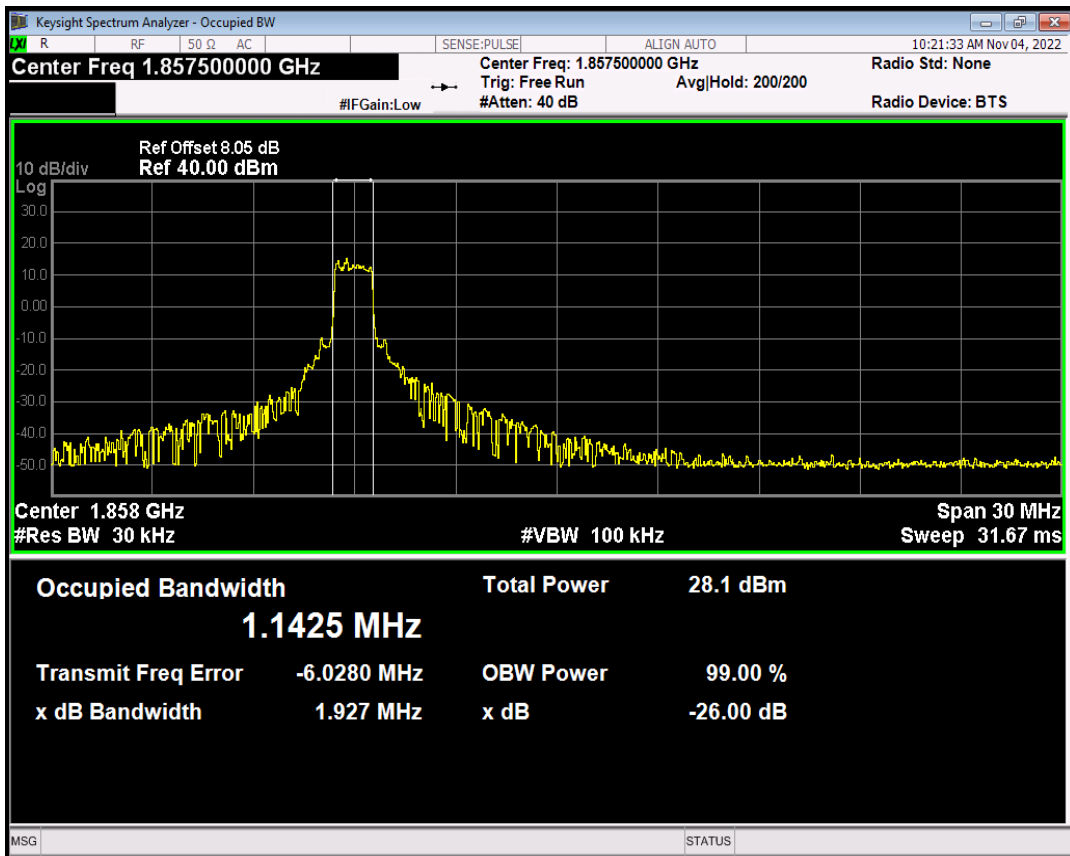 Keysight Spectrum Analyzer - Occupied BW
LXI R RF 50 Ω AC SENSE:PULSE ALIGN AUTO 10:21:33 AM Nov 04, 2022
Center Freq 1.857500000 GHz
Center Freq: 1.857500000 GHz
Radio Std: None
Trig: Free Run Avg|Hold: 200/200
#IFGain:Low
#Atten: 40 dB
Radio Device: BTS
Ref Offset 8.05 dB
10 dB/div Ref 40.00 dBm
Log
30.0
20.0
10.0
0.00
-10.0
-20.0
-30.0
-40.0
-50.0
Center 1.858 GHz Span 30 MHz
#Res BW 30 kHz #VBW 100 kHz Sweep 31.67 ms
Occupied Bandwidth Total Power 28.1 dBm
1.1425 MHz
Transmit Freq Error -6.0280 MHz OBW Power 99.00 %
x dB Bandwidth 1.927 MHz x dB -26.00 dB
MSG STATUS